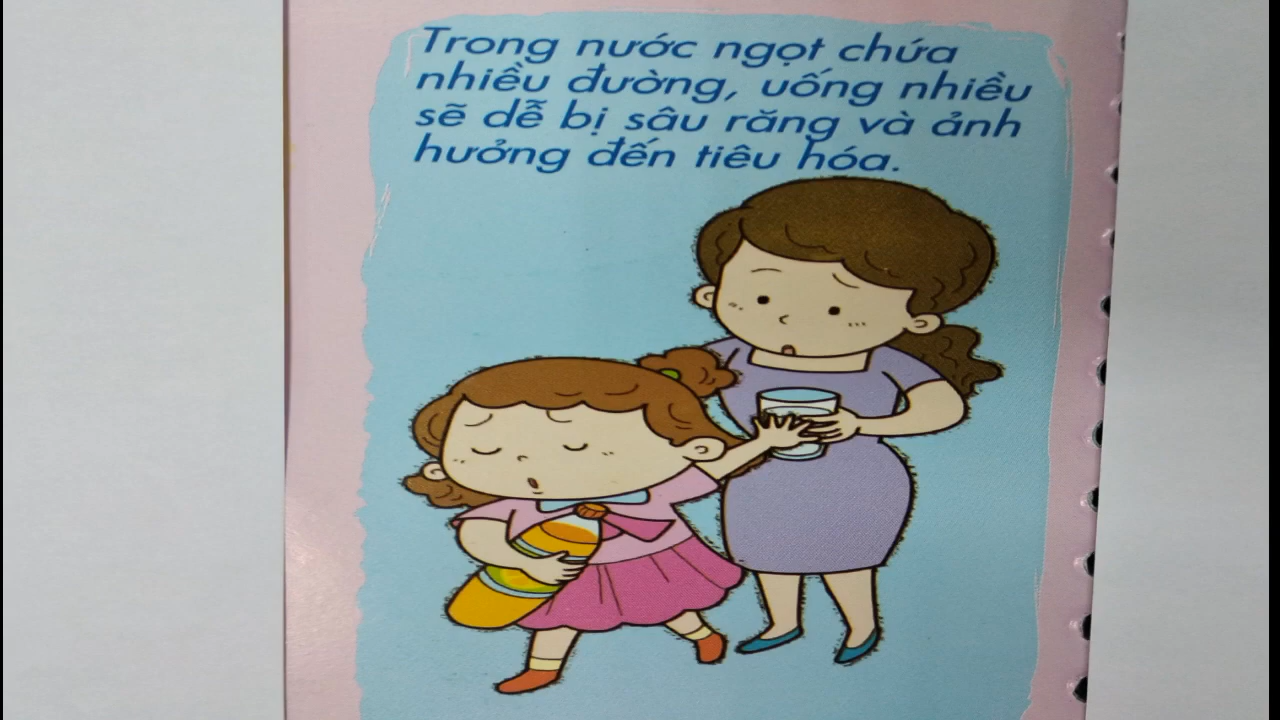 Trong nước ngọt chứa
nhiều đường, uống nhiều
sẽ dễ bị sâu răng và ảnh
hưởng đến tiêu hóa.